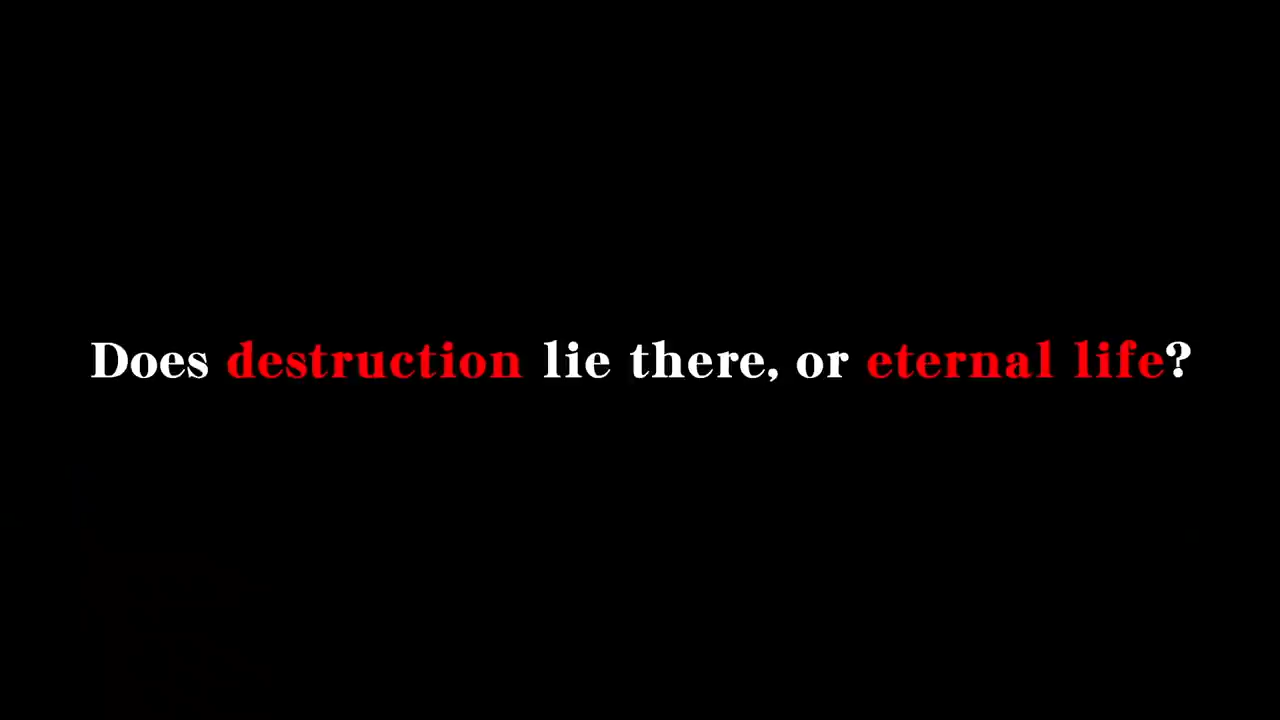 Does destruction lie there, or eternal life?